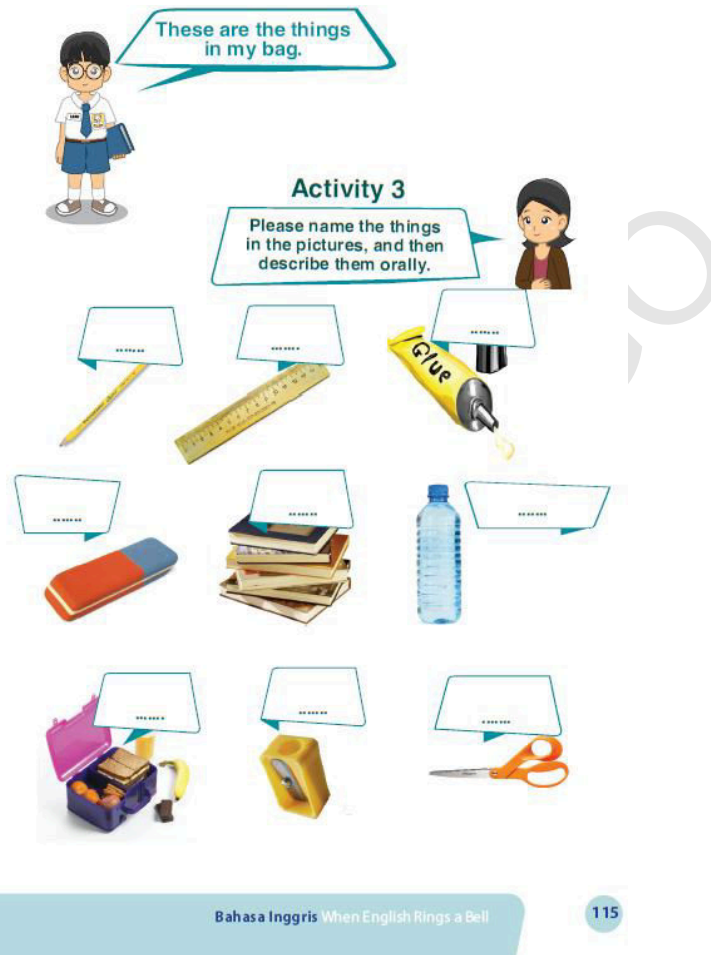 These are the things
in my bag.
Activity 3
Please name the things
in the pictures, and then
describe them orally.
.......
.......
.......
Glue
.......
.......
.......
.......
.......
.......
Bahasa Inggris When English Rings a Bell
115